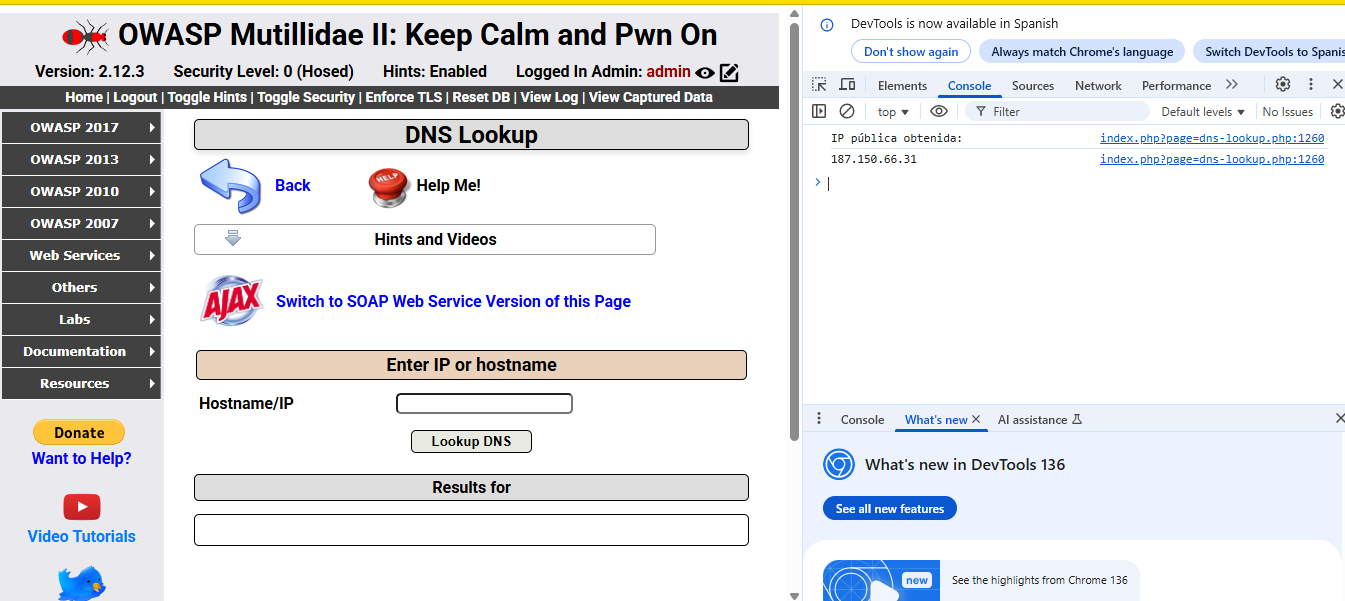 OWASP Mutillidae II: Keep Calm and Pwn On
Version: 2.12.3 Security Level: 0 (Hosed) Hints: Enabled Logged In Admin: admin
Home | Logout | Toggle Hints | Toggle Security | Enforce TLS | Reset DB | View Log | View Captured Data
OWASP 2017
OWASP 2013
OWASP 2010
OWASP 2007
Web Services
Others
Labs
Documentation
Resources
Donate
Want to Help?
Video Tutorials
DNS Lookup
Back
HELP
Help Me!
Hints and Videos
AJAX
Switch to SOAP Web Service Version of this Page
Enter IP or hostname
Hostname/IP
Lookup DNS
Results for
DevTools is now available in Spanish
Don't show again Always match Chrome's language Switch DevTools to Spanis
Elements Console Sources Network Performance
top Filter Default levels No Issues
IP pública obtenida: index.php?page=dns-lookup.php:1260
187.150.66.31 index.php?page=dns-lookup.php:1260
Console What's new AI assistance
What's new in DevTools 136
See all new features
new
See the highlights from Chrome 136